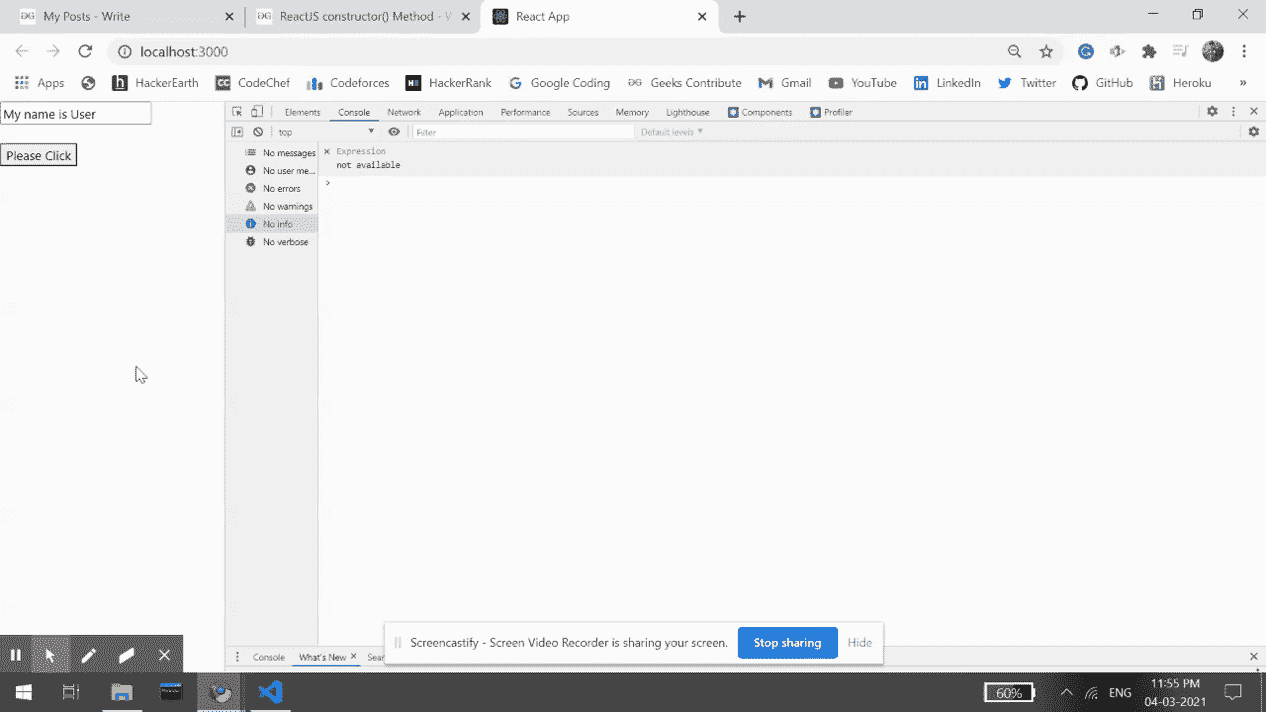 My Posts - Write
ReactJS constructor() Method - V
React App
localhost:3000
Apps
HackerEarth
CodeChef
Codeforces
HackerRank
Google Coding
Geeks Contribute
Gmail
YouTube
LinkedIn
Twitter
GitHub
Heroku
»
My name is User
Please Click
Elements
Console
Network
Performance
Application
Sources
Memory
Lighthouse
Components
Profiler
top
Filter
Default levels
No messages
No user me...
No errors
No warnings
No info
No verbose
Expression
not available
>
Screencastify - Screen Video Recorder is sharing your screen.
Stop sharing
Hide
Console
What's New
Sear
60%
ENG
11:55 PM
04-03-2021